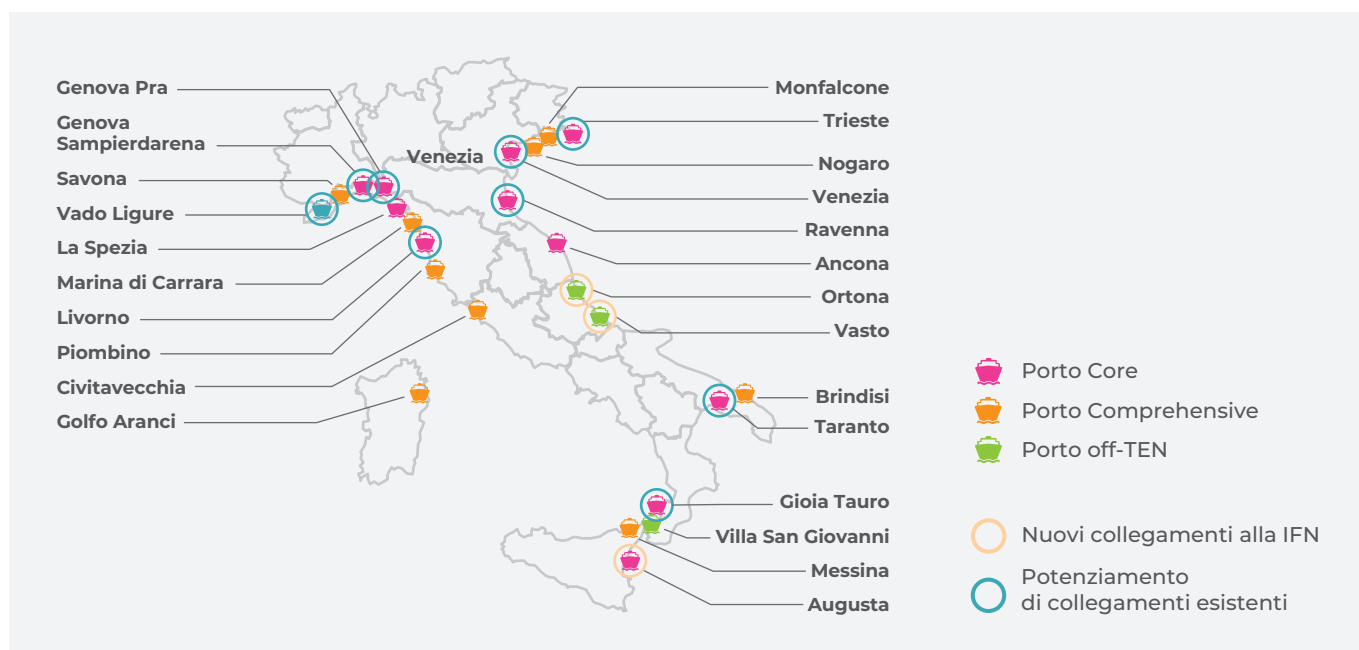 Genova Pra
Genova
Sampierdarena
Savona
Vado Ligure
La Spezia
Marina di Carrara
Livorno
Piombino
Civitavecchia
Golfo Aranci
Venezia
Monfalcone
Trieste
Nogaro
Venezia
Ravenna
Ancona
Ortona
Vasto
Brindisi
Taranto
Gioia Tauro
Villa San Giovanni
Messina
Augusta
Porto Core
Porto Comprehensive
Porto off-TEN
Nuovi collegamenti alla IFN
Potenziamento
di collegamenti esistenti